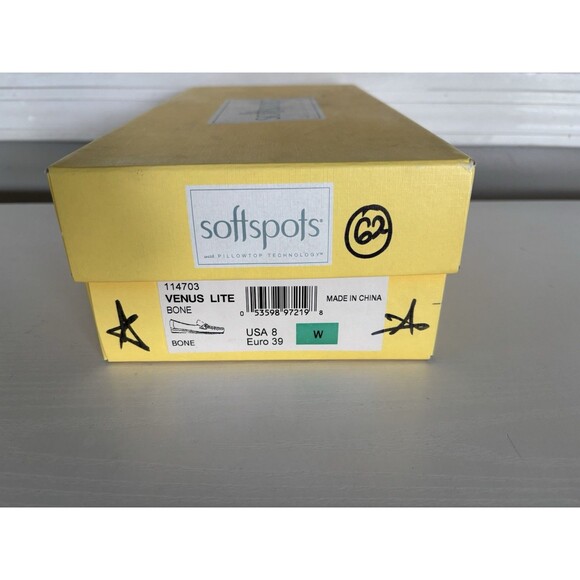 softspots®
with PILLOWTOP TECHNOLOGY™
62
114703
VENUS LITE
BONE
MADE IN CHINA
0 53598 97219 8
USA 8
Euro 39
W
BONE